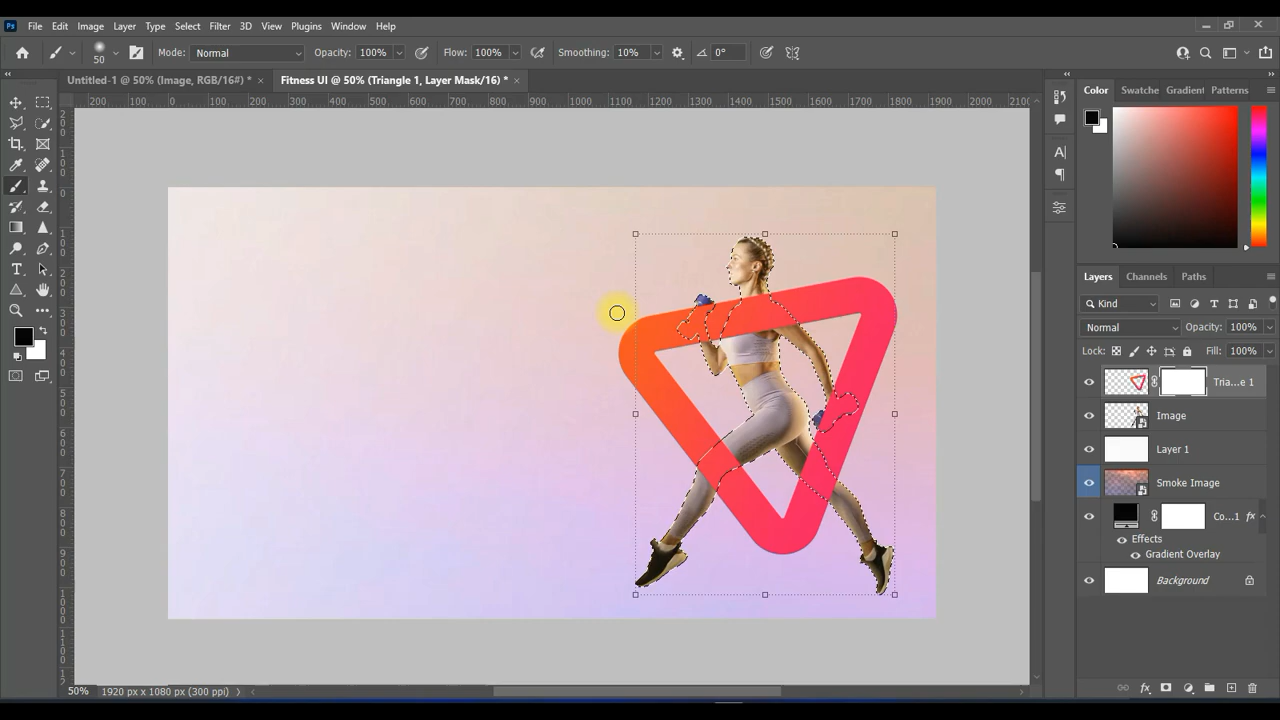 Ps File Edit Image Layer Type Select Filter 3D View Plugins Window Help
50 Mode: Normal Opacity: 100% Flow: 100% Smoothing: 10% 0°
Untitled-1 @ 50% (Image, RGB/16#) * × Fitness UI @ 50% (Triangle 1, Layer Mask/16) * ×
200 100 0 100 200 300 400 500 600 700 800 900 1000 1100 1200 1300 1400 1500 1600 1700 1800 1900 2100
Color Swatche Gradient Patterns
Layers Channels Paths
Kind
Normal Opacity: 100%
Lock: Fill: 100%
Tria...e 1
Image
Layer 1
Smoke Image
Co...1 fx
Effects
Gradient Overlay
Background
50% 1920 px x 1080 px (300 ppi)
fx